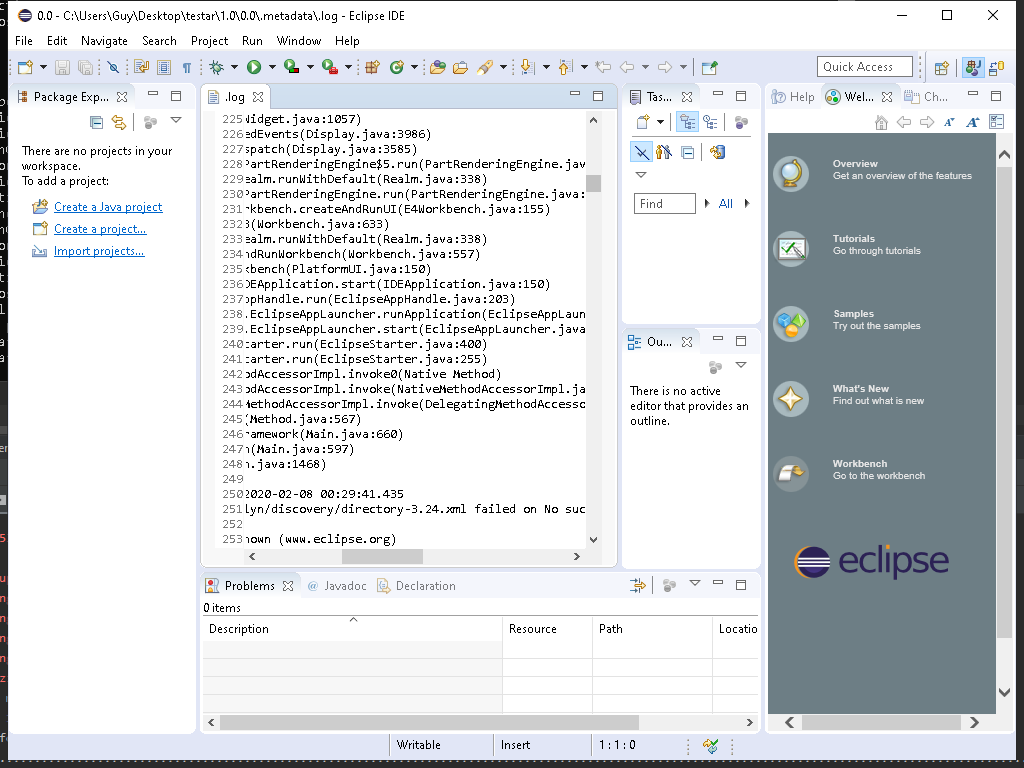 0.0 - C:\Users\Guy\Desktop\testar\1.0\0.0\.metadata\.log - Eclipse IDE
File Edit Navigate Search Project Run Window Help
Quick Access
Package Exp...
There are no projects in your
workspace.
To add a project:
Create a Java project
Create a project...
Import projects...
.log
225 Widget.java:1057)
226 edEvents(Display.java:3986)
227 spatch(Display.java:3585)
228 PartRenderingEngine$5.run(PartRenderingEngine.jav
229 ealm.runWithDefault(Realm.java:338)
230 PartRenderingEngine.run(PartRenderingEngine.java:
231 rkbench.createAndRunUI(E4Workbench.java:155)
232 3(Workbench.java:633)
233 ealm.runWithDefault(Realm.java:338)
234 ndRunWorkbench(Workbench.java:557)
235 kbench(PlatformUI.java:150)
236 DEApplication.start(IDEApplication.java:150)
237 ppHandle.run(EclipseAppHandle.java:203)
238 .EclipseAppLauncher.runApplication(EclipseAppLaun
239 .EclipseAppLauncher.start(EclipseAppLauncher.java
240 tarter.run(EclipseStarter.java:400)
241 tarter.run(EclipseStarter.java:255)
242 odAccessorImpl.invoke0(Native Method)
243 odAccessorImpl.invoke(NativeMethodAccessorImpl.ja
244 MethodAccessorImpl.invoke(DelegatingMethodAccesso
245 (Method.java:567)
246 ramework(Main.java:660)
247 n(Main.java:597)
248 n.java:1468)
249
250 2020-02-08 00:29:41.435
251 lyn/discovery/directory-3.24.xml failed on No suc
252
253 nown (www.eclipse.org)
Tas...
Find
All
Ou...
There is no active
editor that provides an
outline.
Help Wel... Ch...
Overview
Get an overview of the features
Tutorials
Go through tutorials
Samples
Try out the samples
What's New
Find out what is new
Workbench
Go to the workbench
eclipse
Problems @ Javadoc Declaration
0 items
Description Resource Path Locatio
Writable Insert 1 : 1 : 0